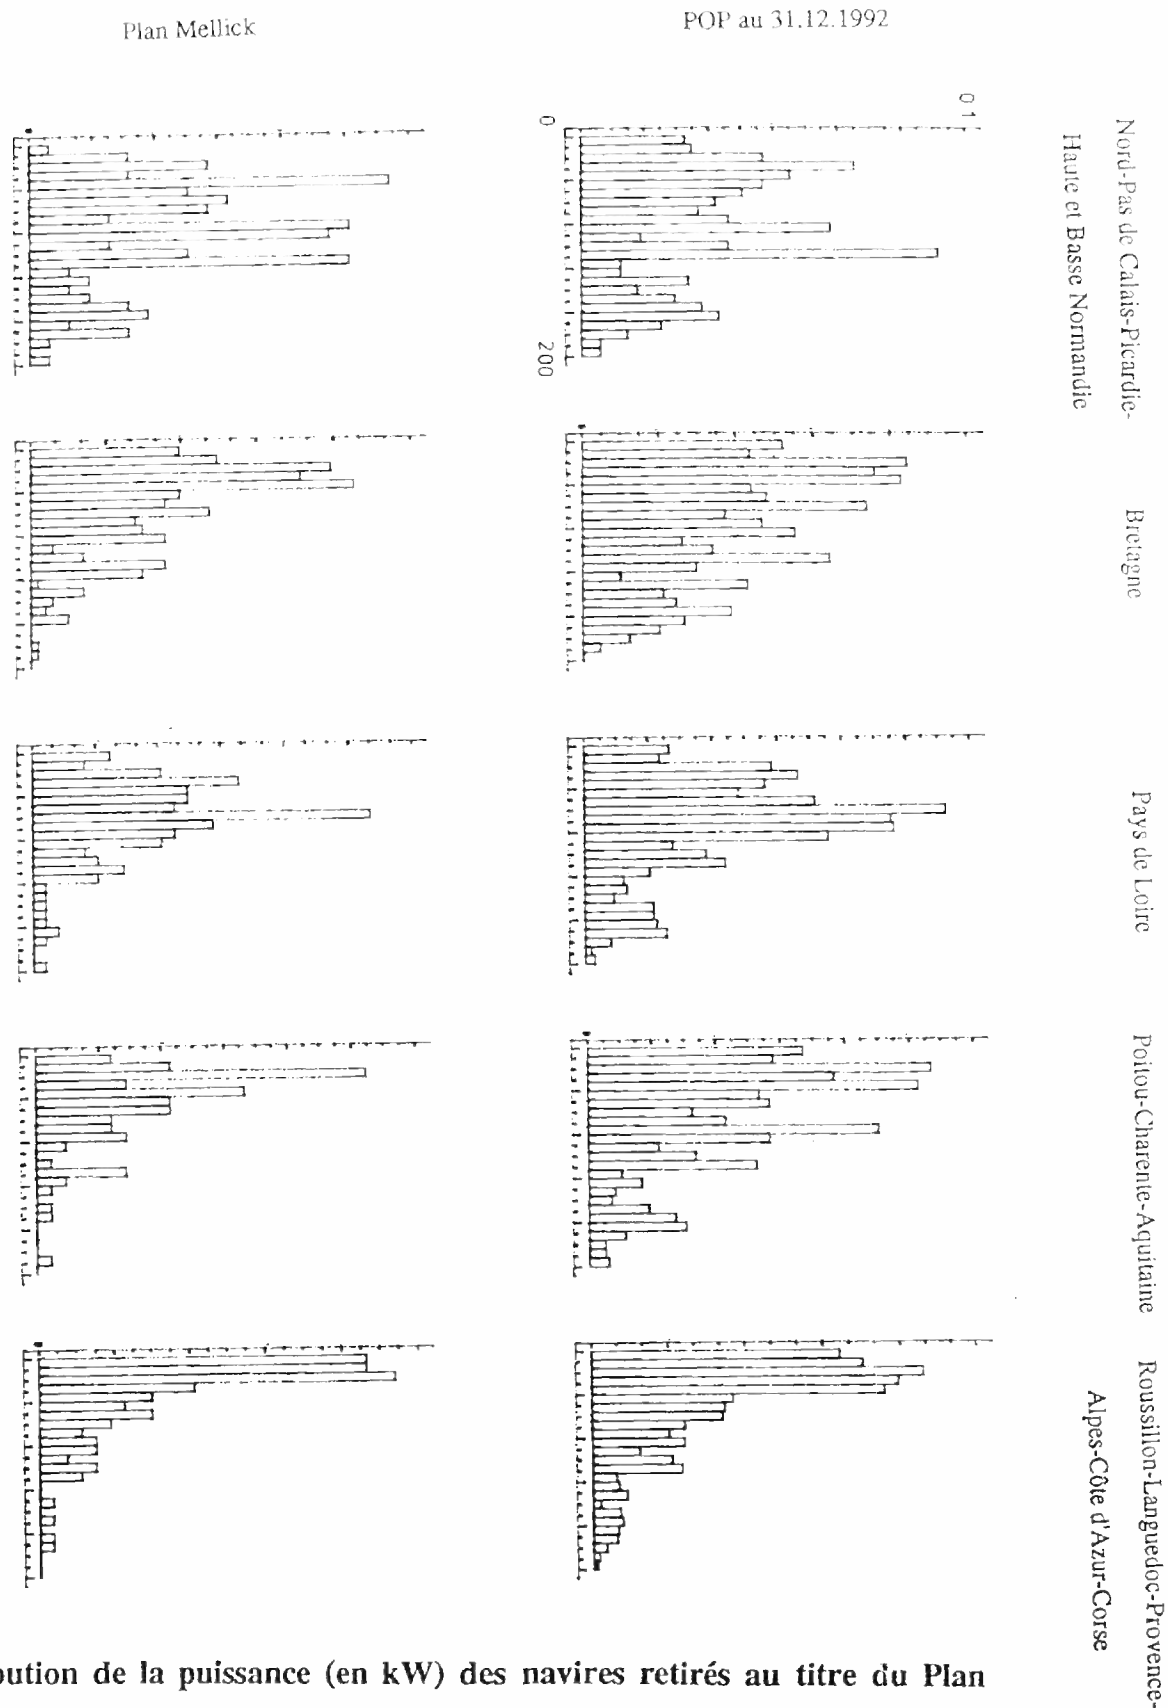 Plan Mellick
POP au 31.12.1992
0
10
200
Nord-Pas de Calais-Picardie-
Haute et Basse Normandie
Bretagne
Pays de Loire
Poitou-Charente-Aquitaine
Roussillon-Languedoc-Provence-
Alpes-Côte d'Azur-Corse
bution de la puissance (en kW) des navires retirés au titre du Plan